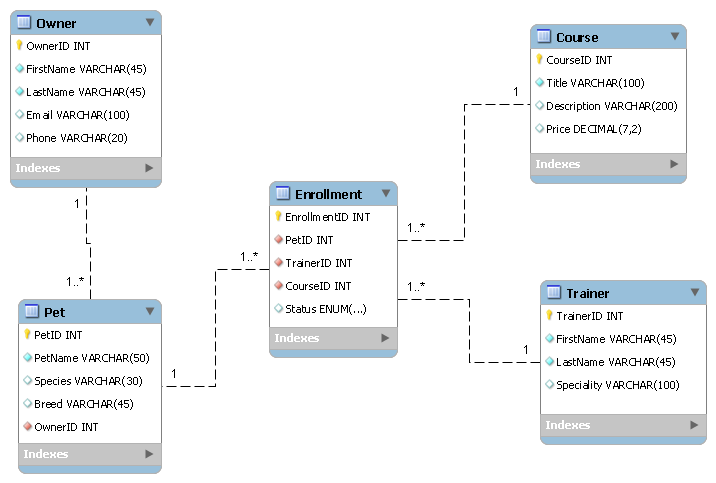 Owner
OwnerID INT
FirstName VARCHAR(45)
LastName VARCHAR(45)
Email VARCHAR(100)
Phone VARCHAR(20)
Indexes
Course
CourseID INT
Title VARCHAR(100)
Description VARCHAR(200)
Price DECIMAL(7,2)
Indexes
1
1
1..*
Enrollment
EnrollmentID INT
PetID INT
TrainerID INT
CourseID INT
Status ENUM(...)
Indexes
1..*
1..*
1..*
1
1
Pet
PetID INT
PetName VARCHAR(50)
Species VARCHAR(30)
Breed VARCHAR(45)
OwnerID INT
Indexes
Trainer
TrainerID INT
FirstName VARCHAR(45)
LastName VARCHAR(45)
Speciality VARCHAR(100)
Indexes